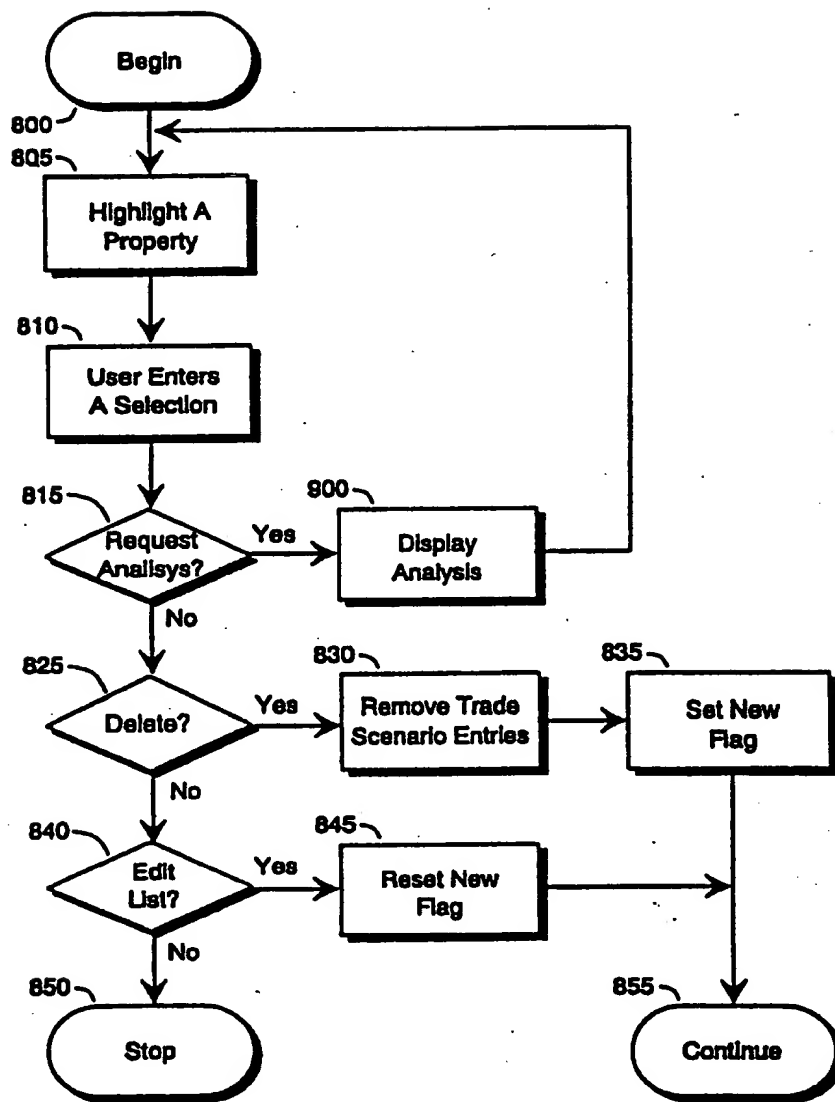 Begin
800
805
Highlight A
Property
810
User Enters
A Selection
815
Request
Analisys?
Yes
900
Display
Analysis
No
825
Delete?
Yes
830
Remove Trade
Scenario Entries
835
Set New
Flag
No
840
Edit
List?
Yes
845
Reset New
Flag
No
850
Stop
855
Continue